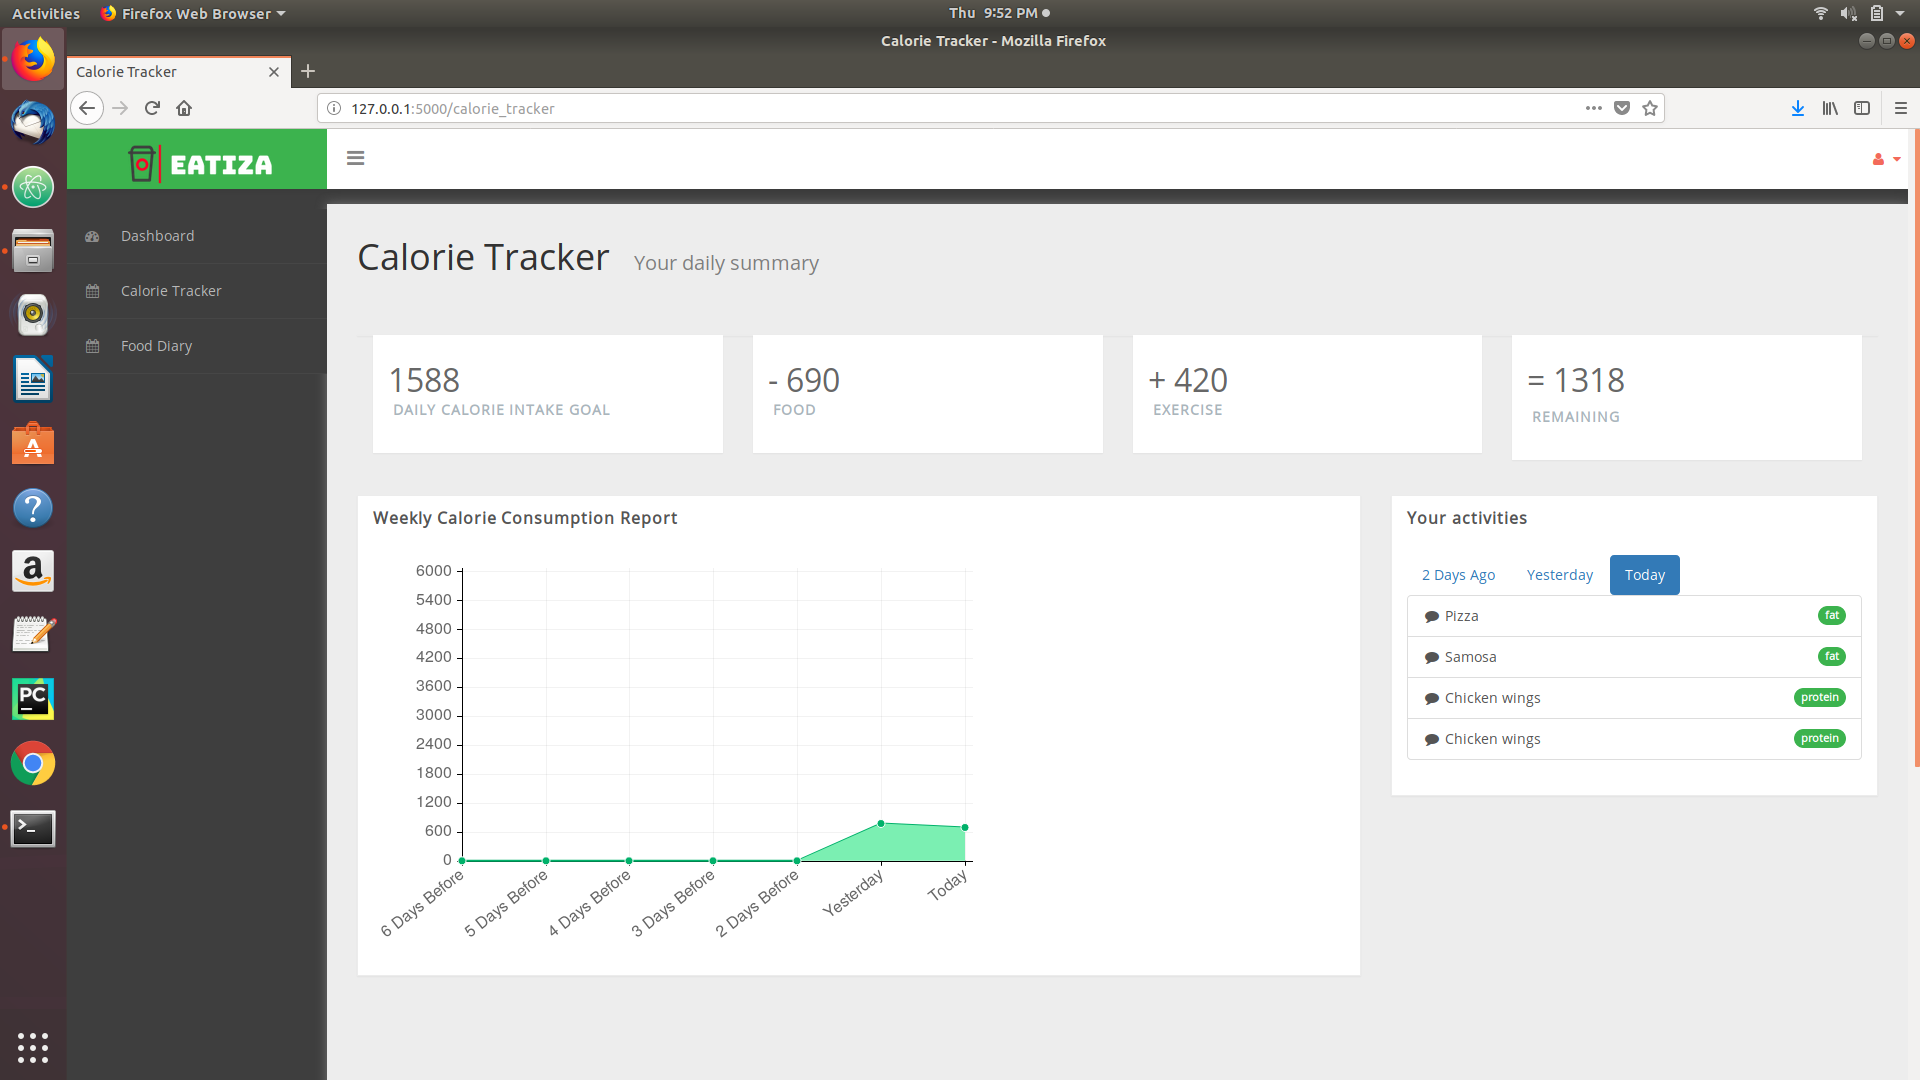 Activities
Firefox Web Browser
Thu 9:52 PM
Calorie Tracker - Mozilla Firefox
Calorie Tracker
127.0.0.1:5000/calorie_tracker
EATIZA
Dashboard
Calorie Tracker
Food Diary
Calorie Tracker Your daily summary
1588
DAILY CALORIE INTAKE GOAL
- 690
FOOD
+ 420
EXERCISE
= 1318
REMAINING
Weekly Calorie Consumption Report
6000
5400
4800
4200
3600
3000
2400
1800
1200
600
0
6 Days Before
5 Days Before
4 Days Before
3 Days Before
2 Days Before
Yesterday
Today
Your activities
2 Days Ago Yesterday Today
Pizza fat
Samosa fat
Chicken wings protein
Chicken wings protein
A
?
a
PC
>_